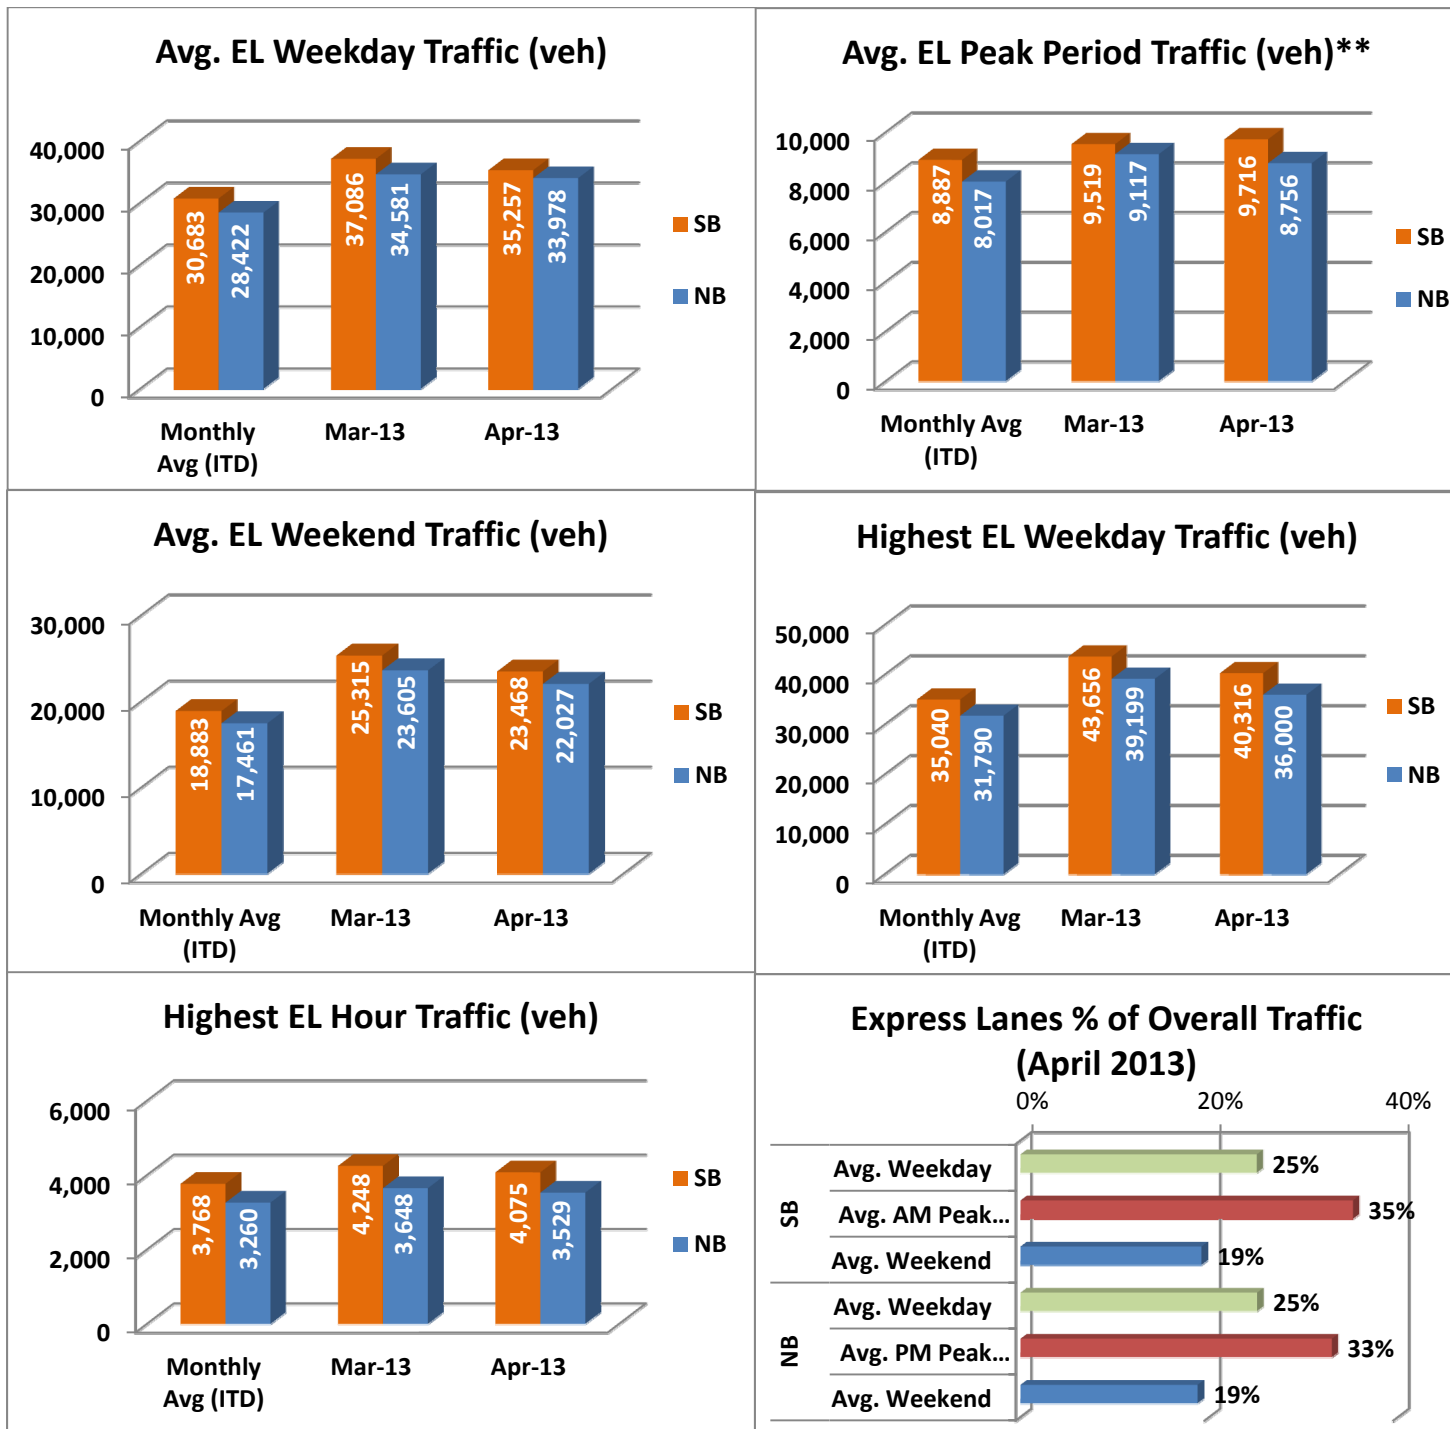 Avg. EL Weekday Traffic (veh)
40,000
30,000
20,000
10,000
0
30,683
28,422
37,086
34,581
35,257
33,978
SB
NB
Monthly
Avg (ITD)
Mar-13
Apr-13
Avg. EL Peak Period Traffic (veh)**
10,000
8,000
6,000
4,000
2,000
0
8,887
8,017
9,519
9,117
9,716
8,756
SB
NB
Monthly Avg
(ITD)
Mar-13
Apr-13
Avg. EL Weekend Traffic (veh)
30,000
20,000
10,000
0
18,883
17,461
25,315
23,605
23,468
22,027
SB
NB
Monthly Avg
(ITD)
Mar-13
Apr-13
Highest EL Weekday Traffic (veh)
50,000
40,000
30,000
20,000
10,000
0
35,040
31,790
43,656
39,199
40,316
36,000
SB
NB
Monthly Avg
(ITD)
Mar-13
Apr-13
Highest EL Hour Traffic (veh)
6,000
4,000
2,000
0
3,768
3,260
4,248
3,648
4,075
3,529
SB
NB
Monthly
Avg (ITD)
Mar-13
Apr-13
Express Lanes % of Overall Traffic
(April 2013)
0% 20% 40%
SB
Avg. Weekday 25%
Avg. AM Peak... 35%
Avg. Weekend 19%
NB
Avg. Weekday 25%
Avg. PM Peak... 33%
Avg. Weekend 19%